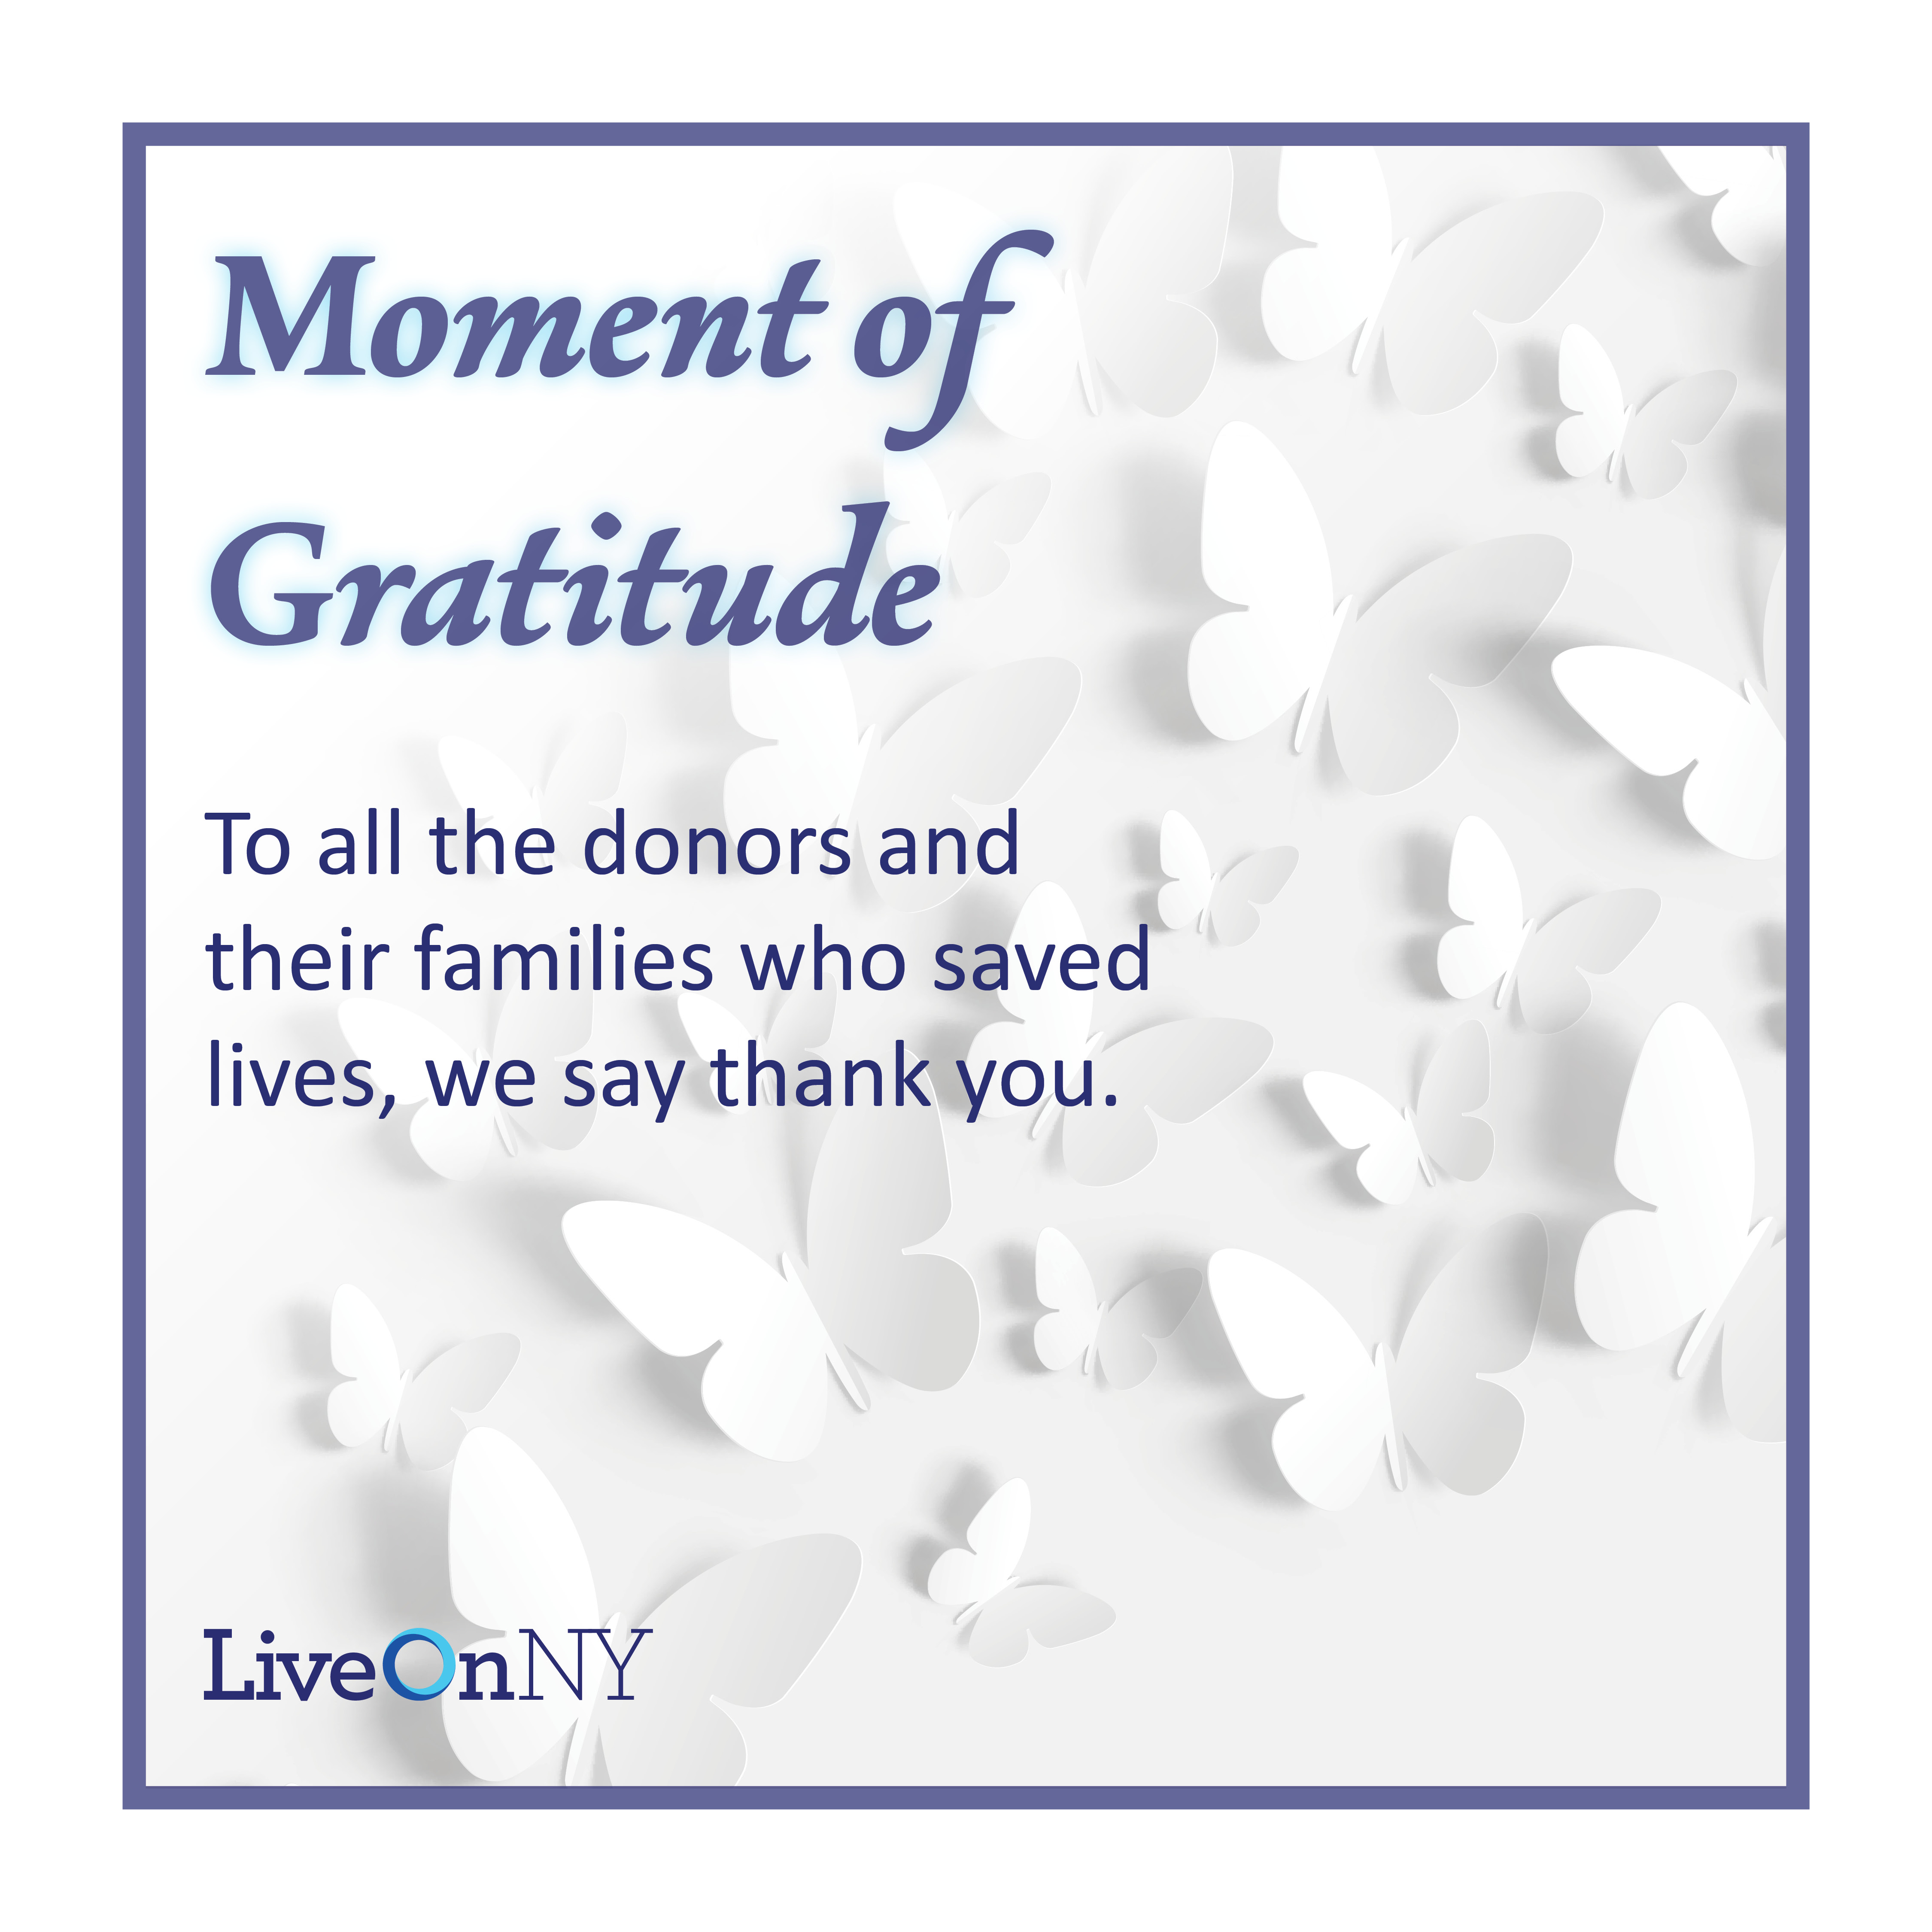 Moment of
Gratitude
To all the donors and
their families who saved
lives, we say thank you.
LiveOnNY